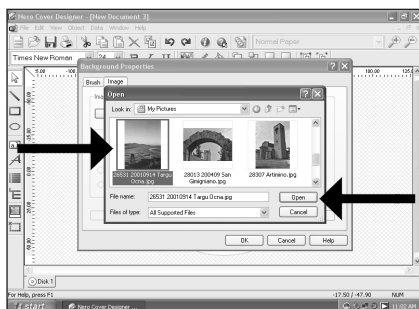 Nero Cover Designer - [New Document 3]
File Edit View Object Data Window Help
Normal Paper
Times New Roman 24
Background Properties
Brush Image
Open
Look in: My Pictures
26531 20010914 Targu Ocna.jpg
28013 200409 San Gimigniano.jpg
28307 Artimino.jpg
File name: 26531 20010914 Targu Ocna.jpg Open
Files of type: All Supported Files Cancel
OK Cancel Help
Disk 1
For Help, press F1 -17.50 / -47.90 NUM
start Nero Cover Designer ... 11:02 AM